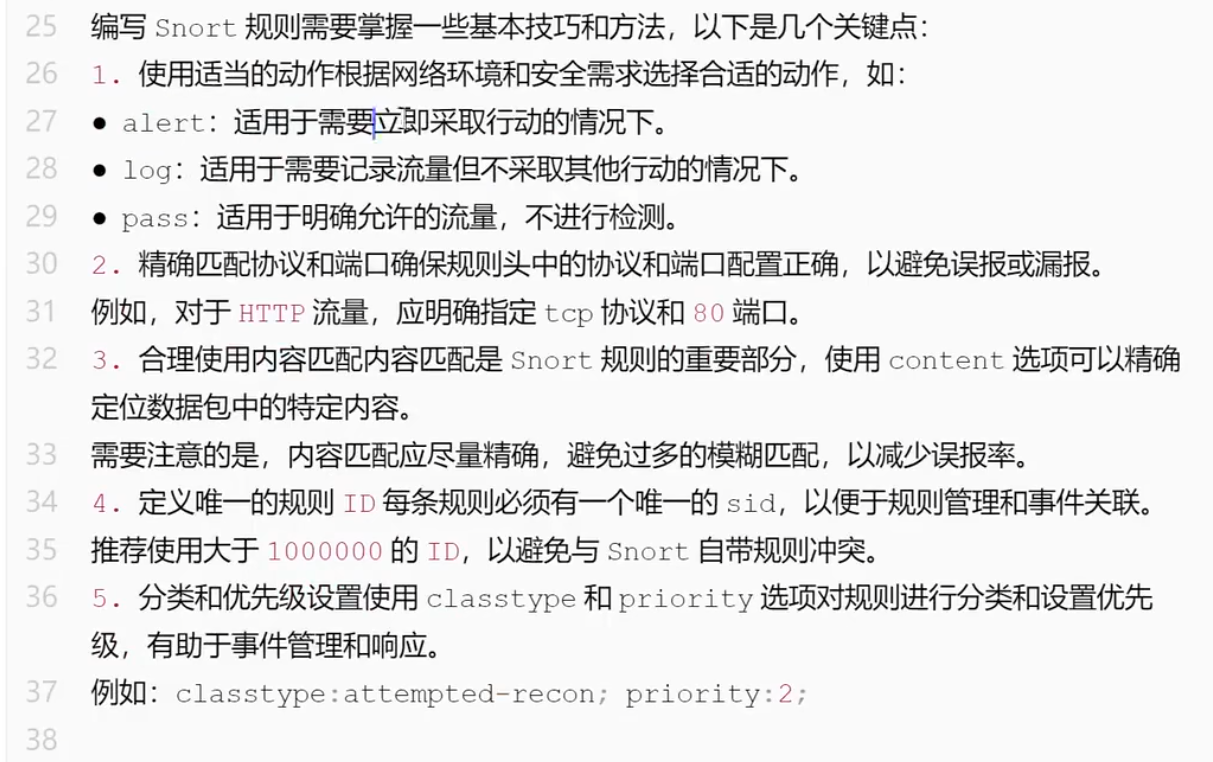 25 编写 Snort 规则需要掌握一些基本技巧和方法，以下是几个关键点：
26 1. 使用适当的动作根据网络环境和安全需求选择合适的动作，如：
27 ● alert：适用于需要立即采取行动的情况下。
28 ● log：适用于需要记录流量但不采取其他行动的情况下。
29 ● pass：适用于明确允许的流量，不进行检测。
30 2. 精确匹配协议和端口确保规则头中的协议和端口配置正确，以避免误报或漏报。
31 例如，对于 HTTP 流量，应明确指定 tcp 协议和 80 端口。
32 3. 合理使用内容匹配内容匹配是 Snort 规则的重要部分，使用 content 选项可以精确
定位数据包中的特定内容。
33 需要注意的是，内容匹配应尽量精确，避免过多的模糊匹配，以减少误报率。
34 4. 定义唯一的规则 ID 每条规则必须有一个唯一的 sid，以便于规则管理和事件关联。
35 推荐使用大于 1000000 的 ID，以避免与 Snort 自带规则冲突。
36 5. 分类和优先级设置使用 classtype 和 priority 选项对规则进行分类和设置优先
级，有助于事件管理和响应。
37 例如：classtype:attempted-recon; priority:2;
38